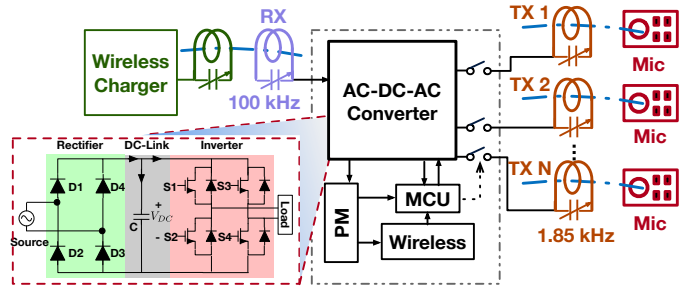 Wireless
Charger
RX
100 kHz
AC-DC-AC
Converter
TX 1
Mic
TX 2
Mic
TX N
Mic
1.85 kHz
PM
MCU
Wireless
Rectifier
DC-Link
Inverter
D1
D4
D2
D3
Source
C
+
V_DC
-
S1
S3
S2
S4
Load